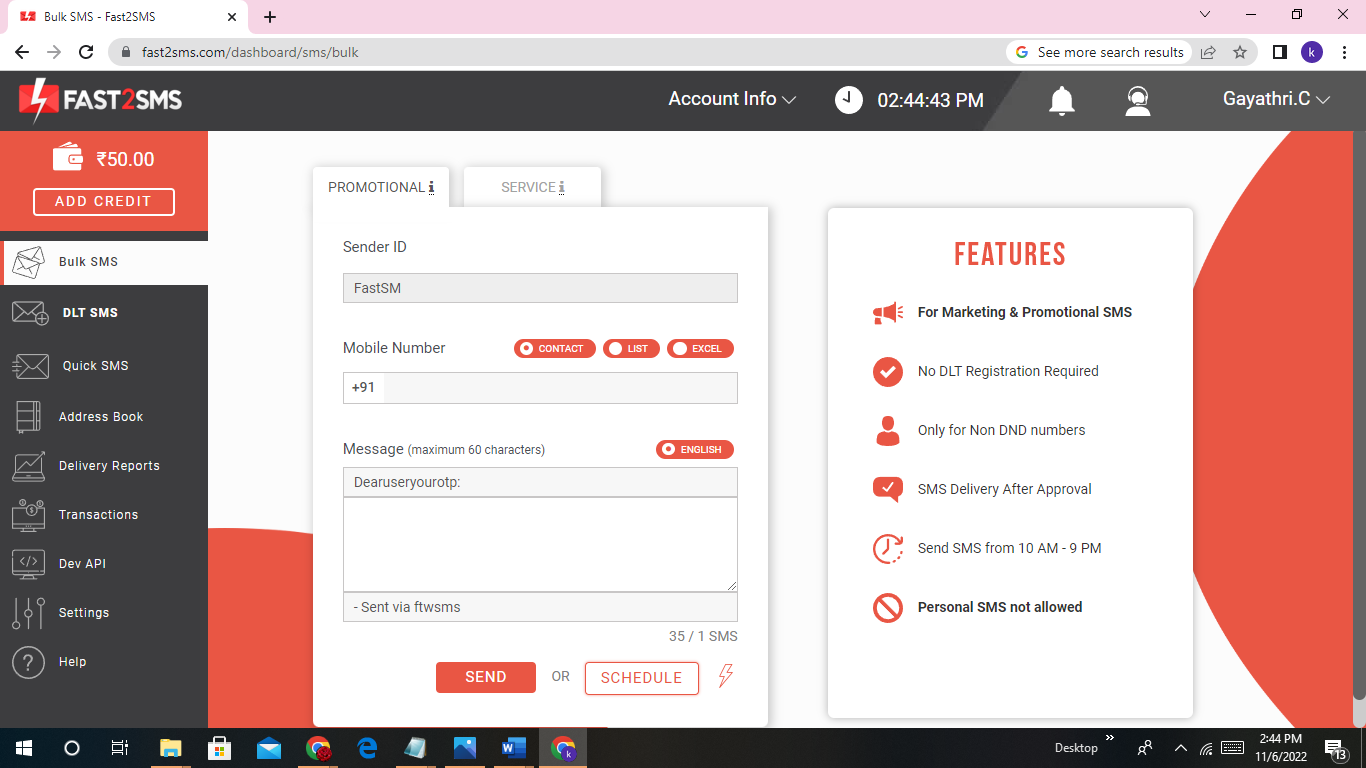 Bulk SMS - Fast2SMS
fast2sms.com/dashboard/sms/bulk
See more search results
k
FAST2SMS
Account Info
02:44:43 PM
Gayathri.C
₹50.00
ADD CREDIT
Bulk SMS
DLT SMS
Quick SMS
Address Book
Delivery Reports
Transactions
Dev API
Settings
Help
PROMOTIONAL i
SERVICE i
Sender ID
FastSM
Mobile Number
CONTACT
LIST
EXCEL
+91
Message (maximum 60 characters)
ENGLISH
Dearuseryourotp:
- Sent via ftwsms
35 / 1 SMS
SEND
OR
SCHEDULE
FEATURES
For Marketing & Promotional SMS
No DLT Registration Required
Only for Non DND numbers
SMS Delivery After Approval
Send SMS from 10 AM - 9 PM
Personal SMS not allowed
Desktop
2:44 PM
11/6/2022
13